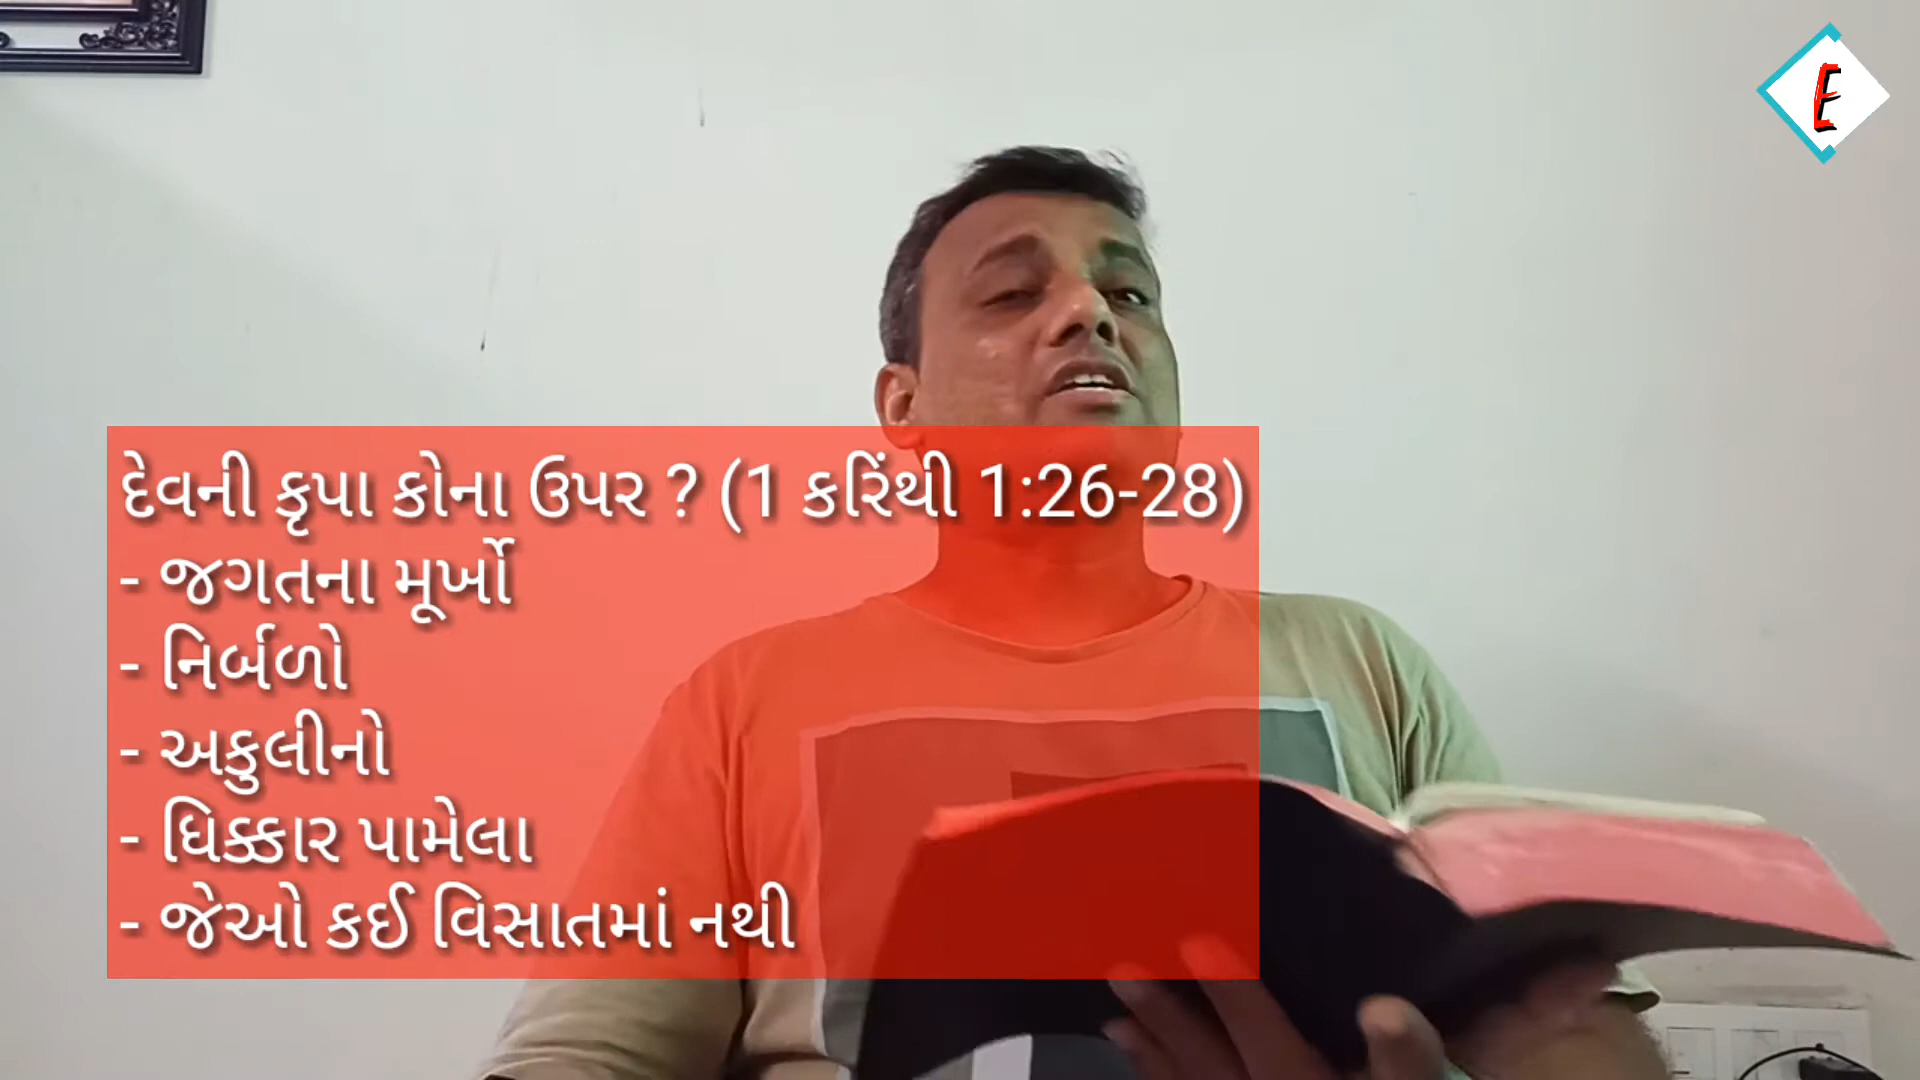 E
દેવની કૃપા કોના ઉપર ? (1 કરિંથી 1:26-28)
- જગતના મૂર્ખો
- નિર્બળો
- અકુલીનો
- ધિક્કાર પામેલા
- જેઓ કઈ વિસાતમાં નથી